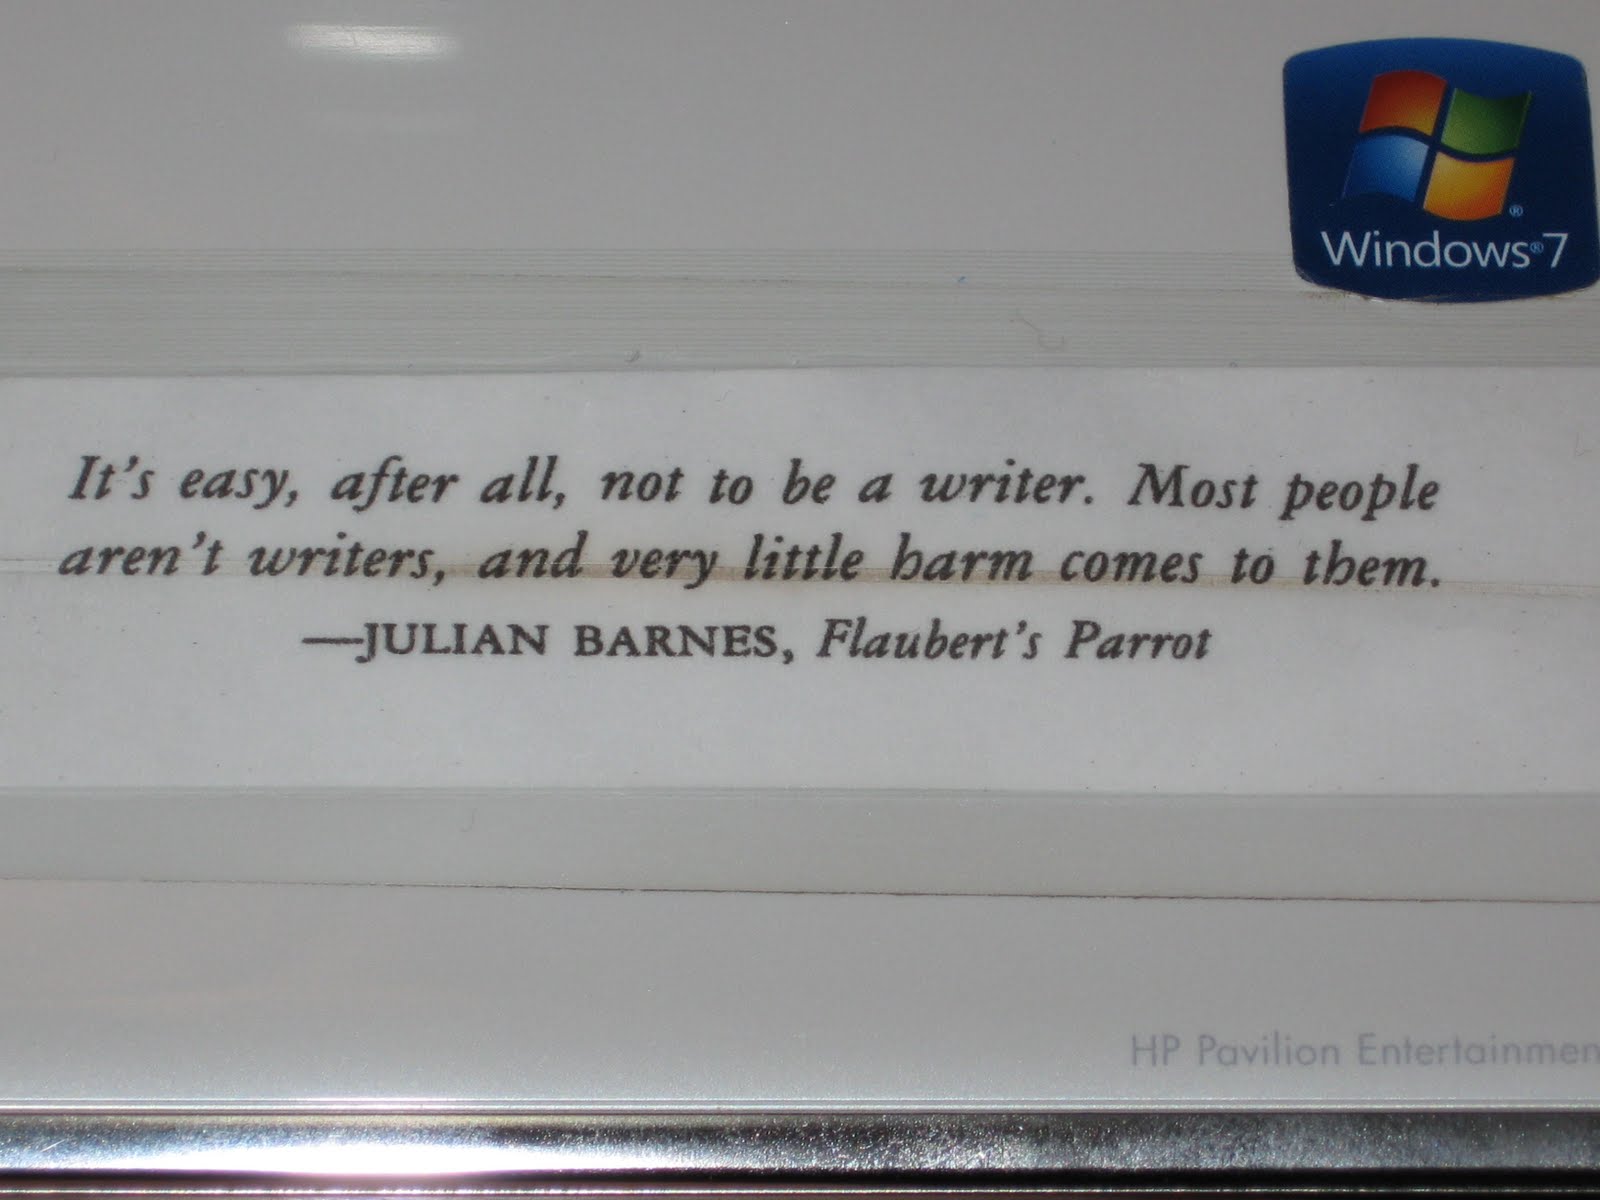 Windows®7
It's easy, after all, not to be a writer. Most people
aren't writers, and very little harm comes to them.
—JULIAN BARNES, Flaubert's Parrot
HP Pavilion Entertainmen